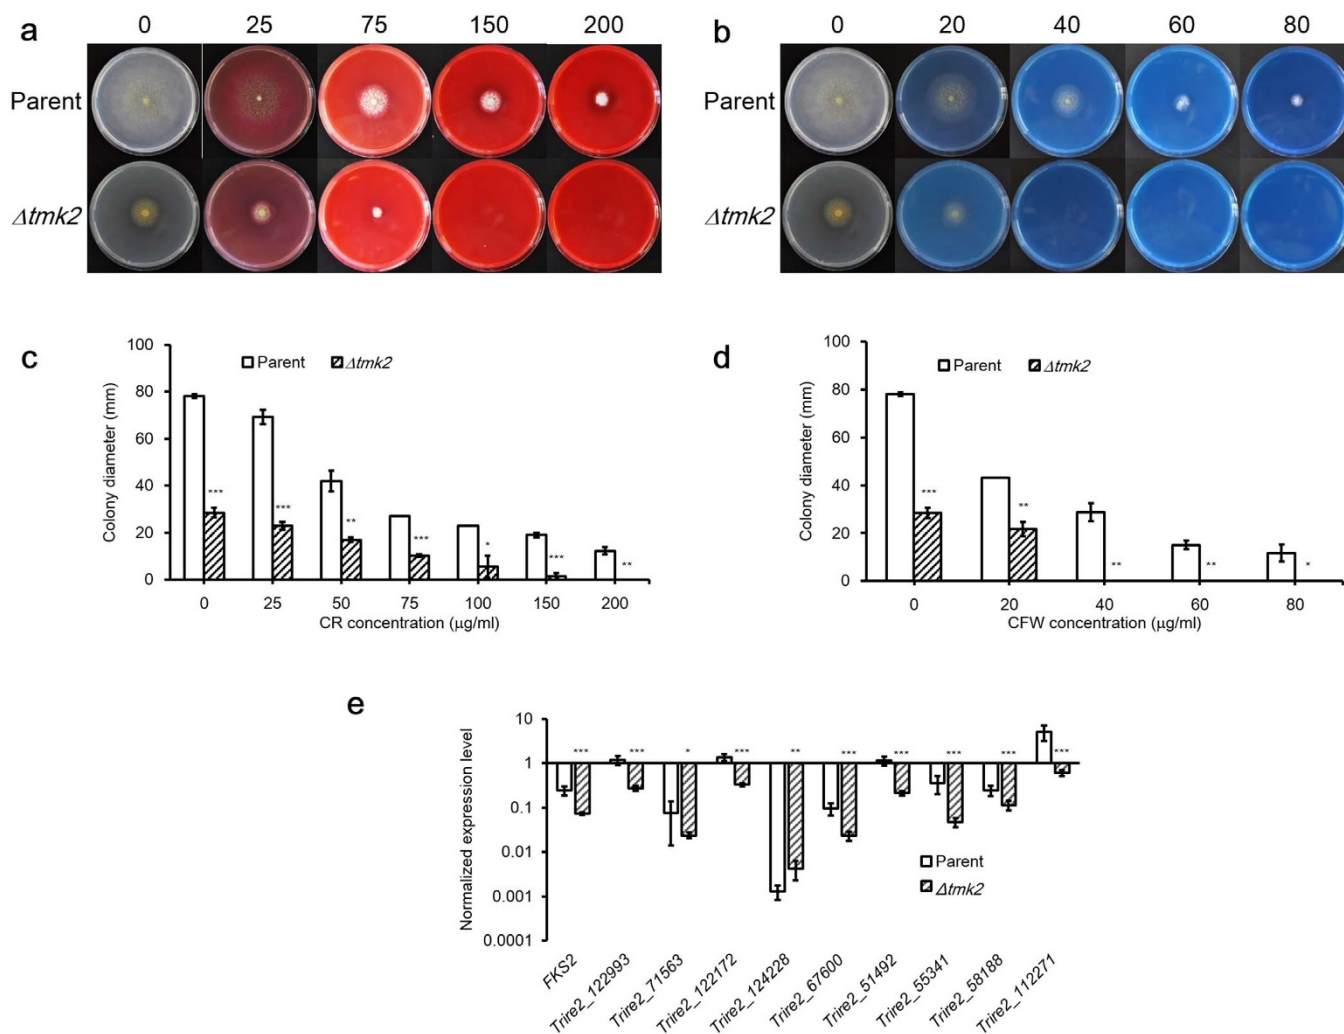 a
0 25 75 150 200
Parent
Δtmk2
b
0 20 40 60 80
Parent
Δtmk2
c
100
80
60
40
20
0
Colony diameter (mm)
Parent Δtmk2
***
***
**
***
*
***
**
0 25 50 75 100 150 200
CR concentration (µg/ml)
d
100
80
60
40
20
0
Colony diameter (mm)
Parent Δtmk2
***
**
**
**
*
0 20 40 60 80
CFW concentration (µg/ml)
e
10
1
0.1
0.01
0.001
0.0001
Normalized expression level
*** *** * *** ** *** *** *** *** ***
Parent
Δtmk2
FKS2
Trire2_122993
Trire2_71563
Trire2_122172
Trire2_124228
Trire2_67600
Trire2_51492
Trire2_55341
Trire2_58188
Trire2_112271